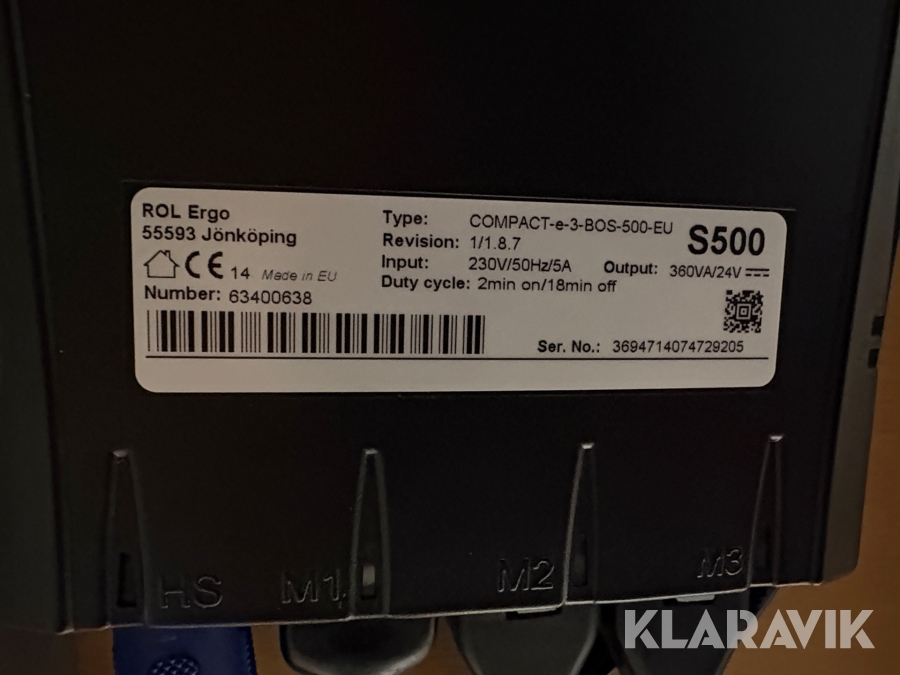 ROL Ergo
55593 Jönköping
CE 14 Made in EU
Number: 63400638
Type: COMPACT-e-3-BOS-500-EU
Revision: 1/1.8.7
S500
Input: 230V/50Hz/5A Output: 360VA/24V
Duty cycle: 2min on/18min off
Ser. No.: 3694714074729205
HS M1 M2 M3
KLARAVIK